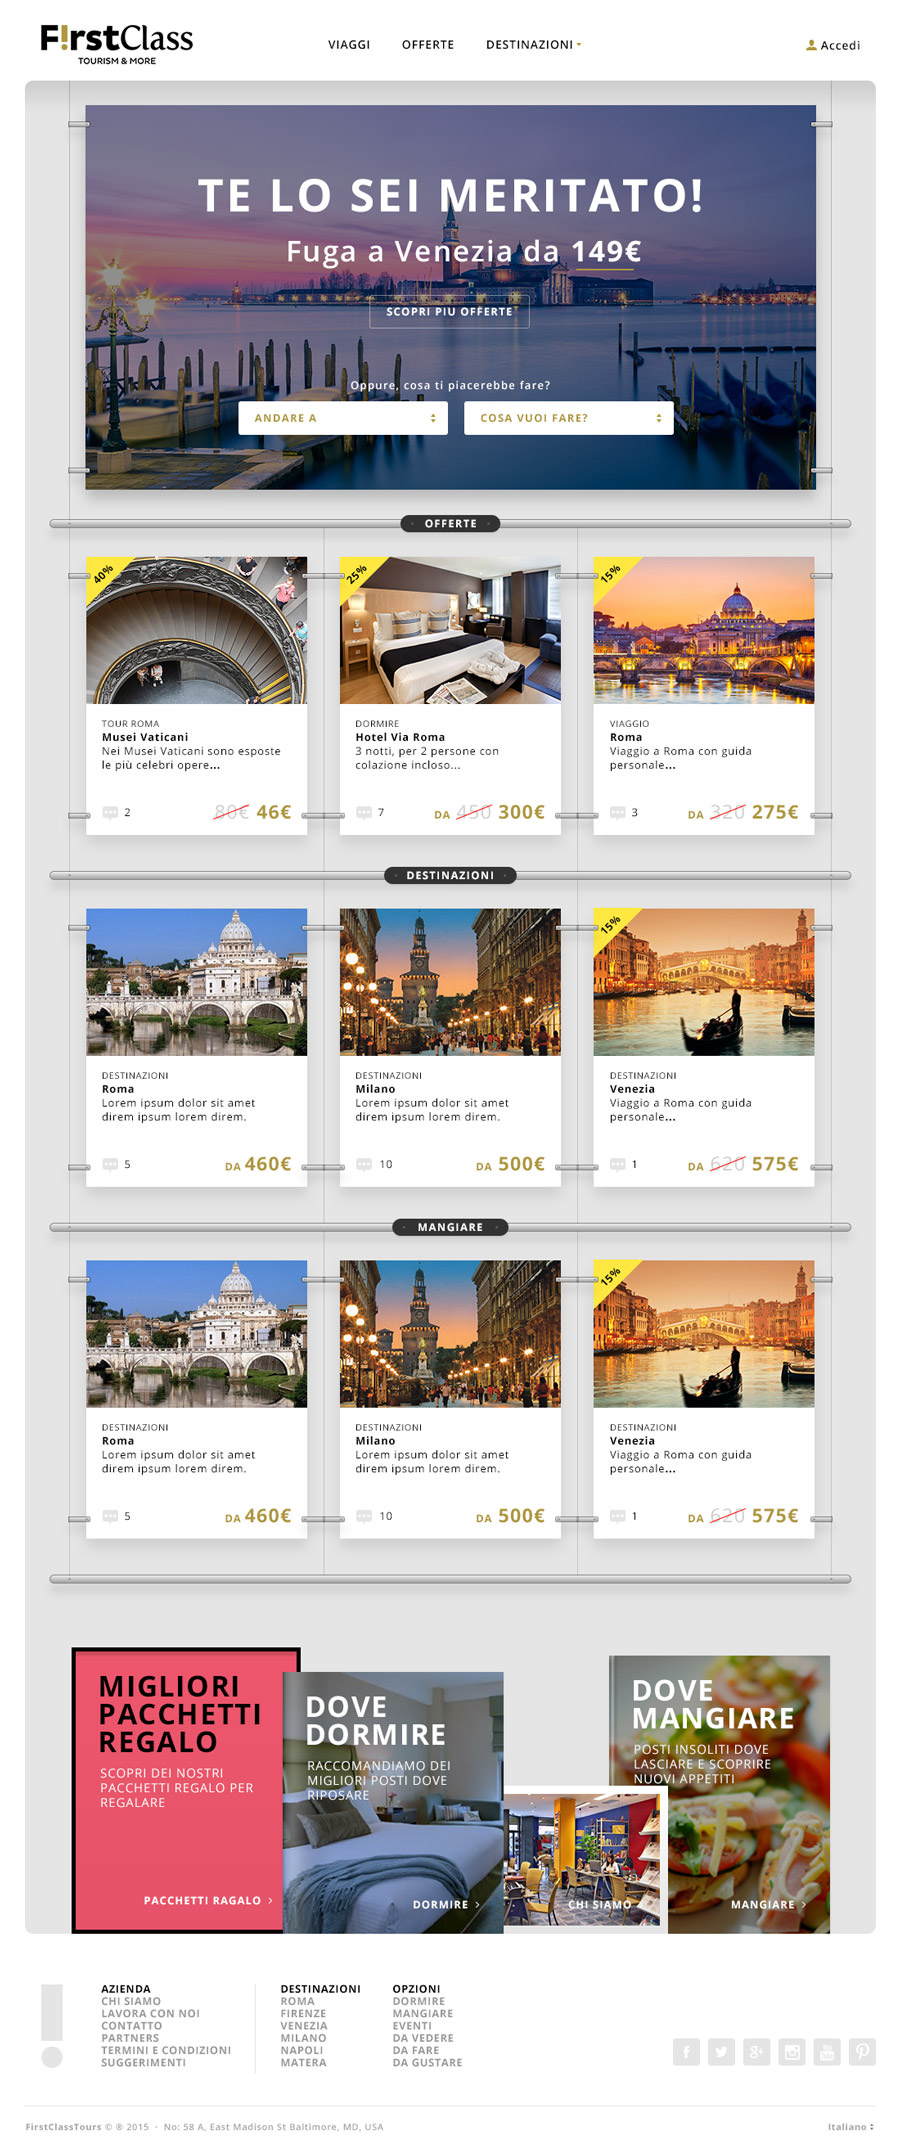 F!rstClass
TOURISM & MORE
VIAGGI OFFERTE DESTINAZIONI
Accedi
TE LO SEI MERITATO!
Fuga a Venezia da 149€
SCOPRI PIU OFFERTE
Oppure, cosa ti piacerebbe fare?
ANDARE A
COSA VUOI FARE?
OFFERTE
40%
TOUR ROMA
Musei Vaticani
Nei Musei Vaticani sono esposte
le più celebri opere...
2 80€ 46€
25%
DORMIRE
Hotel Via Roma
3 notti, per 2 persone con
colazione incloso...
7 DA 450 300€
15%
VIAGGIO
Roma
Viaggio a Roma con guida
personale...
3 DA 320 275€
DESTINAZIONI
DESTINAZIONI
Roma
Lorem ipsum dolor sit amet
direm ipsum lorem direm.
5 DA 460€
DESTINAZIONI
Milano
Lorem ipsum dolor sit amet
direm ipsum lorem direm.
10 DA 500€
15%
DESTINAZIONI
Venezia
Viaggio a Roma con guida
personale...
1 DA 620 575€
MANGIARE
DESTINAZIONI
Roma
Lorem ipsum dolor sit amet
direm ipsum lorem direm.
5 DA 460€
DESTINAZIONI
Milano
Lorem ipsum dolor sit amet
direm ipsum lorem direm.
10 DA 500€
15%
DESTINAZIONI
Venezia
Viaggio a Roma con guida
personale...
1 DA 620 575€
MIGLIORI
PACCHETTI
REGALO
SCOPRI DEI NOSTRI
PACCHETTI REGALO PER
REGALARE
PACCHETTI RAGALO
DOVE
DORMIRE
RACCOMANDIAMO DEI
MIGLIORI POSTI DOVE
RIPOSARE
DORMIRE
CHI SIAMO
DOVE
MANGIARE
POSTI INSOLITI DOVE
LASCIARE E SCOPRIRE
NUOVI APPETITI
MANGIARE
AZIENDA
CHI SIAMO
LAVORA CON NOI
CONTATTO
PARTNERS
TERMINI E CONDIZIONI
SUGGERIMENTI
DESTINAZIONI
ROMA
FIRENZE
VENEZIA
MILANO
NAPOLI
MATERA
OPZIONI
DORMIRE
MANGIARE
EVENTI
DA VEDERE
DA FARE
DA GUSTARE
FirstClassTours © ® 2015 · No: 58 A, East Madison St Baltimore, MD, USA
Italiano